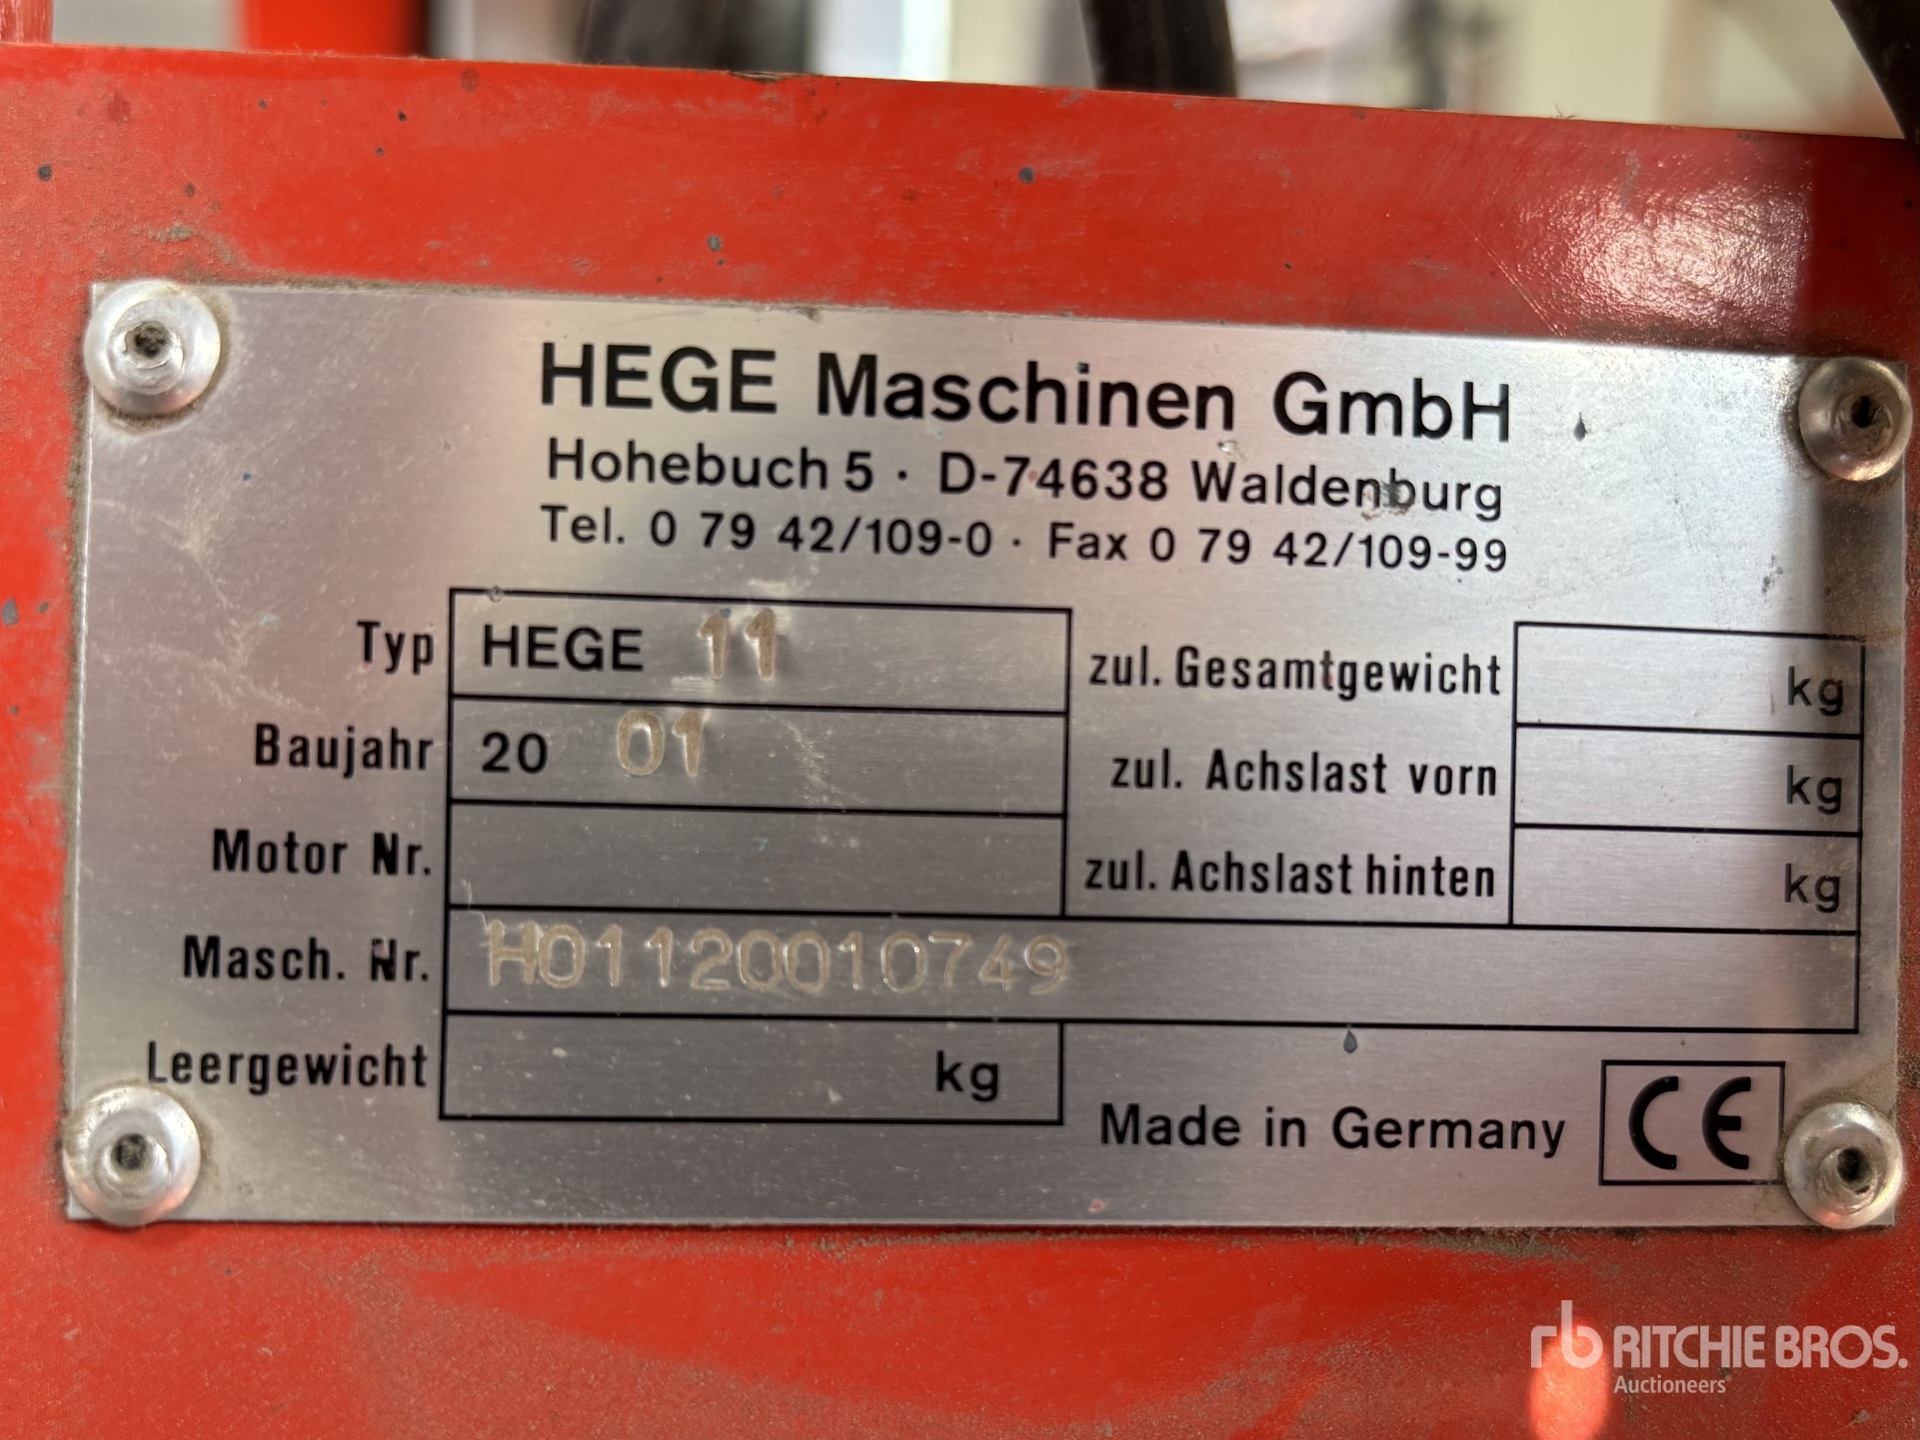 HEGE Maschinen GmbH
Hohebuch 5 · D-74638 Waldenburg
Tel. 0 79 42/109-0 · Fax 0 79 42/109-99
Typ HEGE 11 zul. Gesamtgewicht kg
Baujahr 20 01 zul. Achslast vorn kg
Motor Nr. zul. Achslast hinten kg
Masch. Nr. H01120010749
Leergewicht kg
Made in Germany CE
rb RITCHIE BROS.
Auctioneers